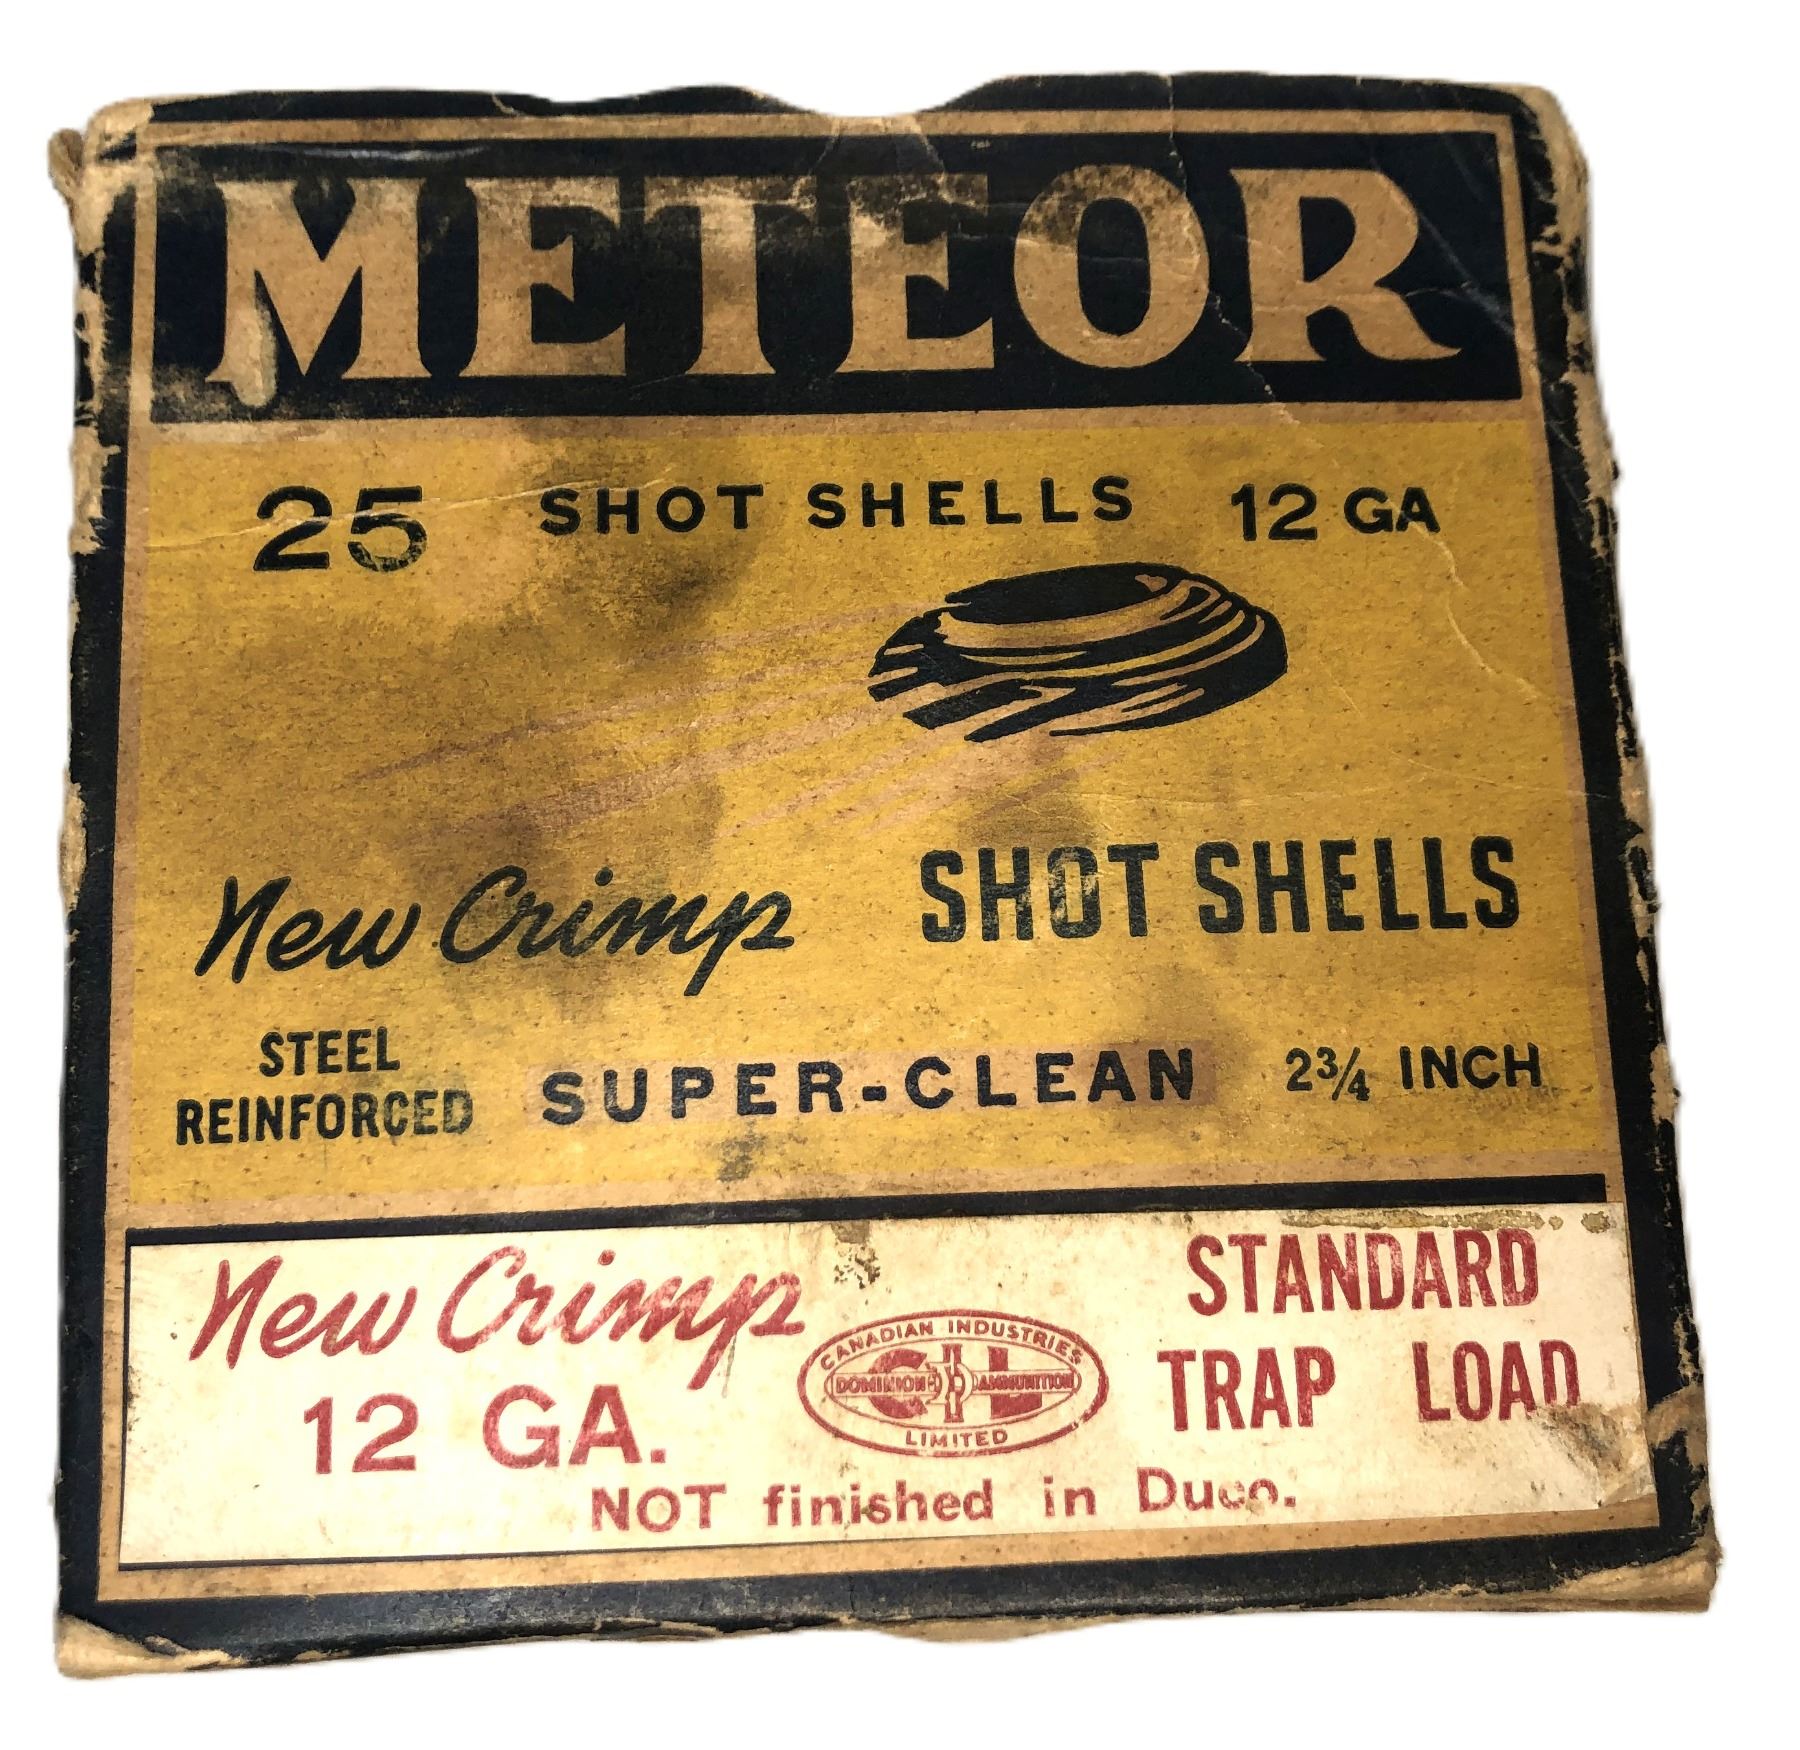 METEOR
25 SHOT SHELLS 12 GA
New Crimp SHOT SHELLS
STEEL
REINFORCED
SUPER-CLEAN
2¾ INCH
New Crimp
12 GA.
CANADIAN INDUSTRIES
CIL
DOMINION AMMUNITION
LIMITED
STANDARD
TRAP LOAD
NOT finished in Duco.